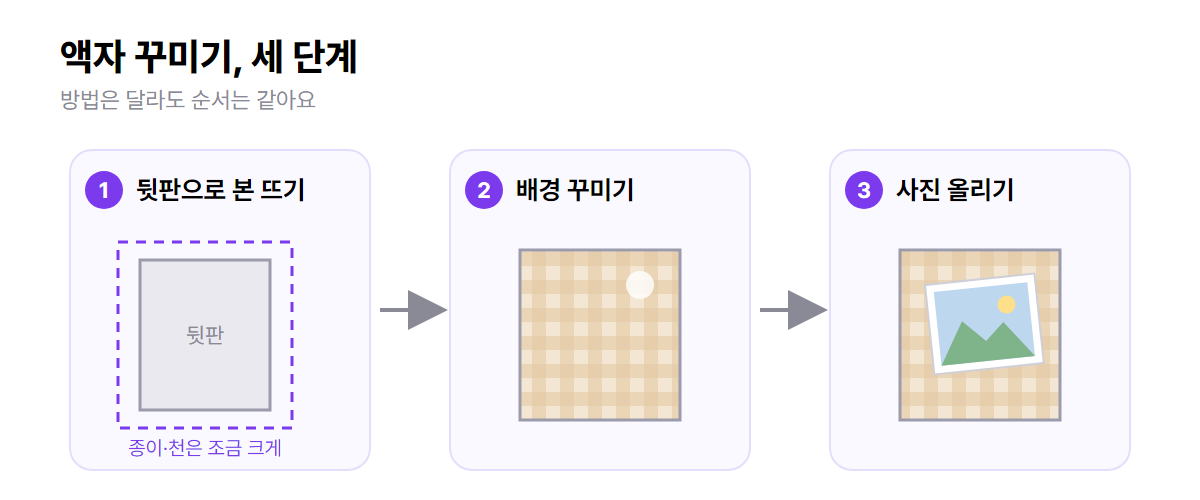 액자 꾸미기, 세 단계
방법은 달라도 순서는 같아요
1 뒷판으로 본 뜨기
뒷판
종이·천은 조금 크게
2 배경 꾸미기
3 사진 올리기